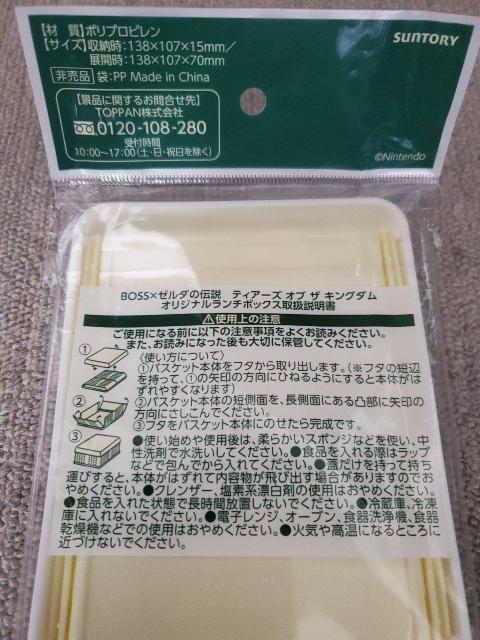 【材 質】ポリプロピレン
【サイズ】収納時：138×107×15mm／
展開時：138×107×70mm
非売品 袋：PP Made in China
SUNTORY
【景品に関するお問合せ先】
TOPPAN株式会社
0120-108-280
受付時間
10:00～17:00(土・日・祝日を除く)
©Nintendo
BOSS×ゼルダの伝説 ティアーズ オブ ザ キングダム
オリジナルランチボックス取扱説明書
⚠使用上の注意
ご使用になる前に以下の注意事項をよくお読みください。
また、お読みになった後も大切に保管してください。
〈使い方について〉
①バスケット本体をフタから取り出します。(※フタの短辺
を持って、①の矢印の方向にひねるようにすると本体がは
ずれやすくなります)
②バスケット本体の短側面を、長側面にある凸部に矢印の
方向にさしこんでください。
③フタをバスケット本体にのせたら完成です。
①
②
③
●使い始めや使用後は、柔らかいスポンジなどを使い、中
性洗剤で水洗いしてください。●食品を入れる際はラップ
などで包んでから入れてください。●蓋だけを持って持ち
運びすると、本体がはずれて内容物が飛び出す場合がありますのでお
やめください。●クレンザー、塩素系漂白剤の使用はおやめください。
●食品を入れた状態で長時間放置しないでください。●冷蔵庫、冷凍
庫に入れないでください。●電子レンジ、オーブン、食器洗浄機、食器
乾燥機などでの使用はおやめください。●火気や高温になるところに
近づけないでください。